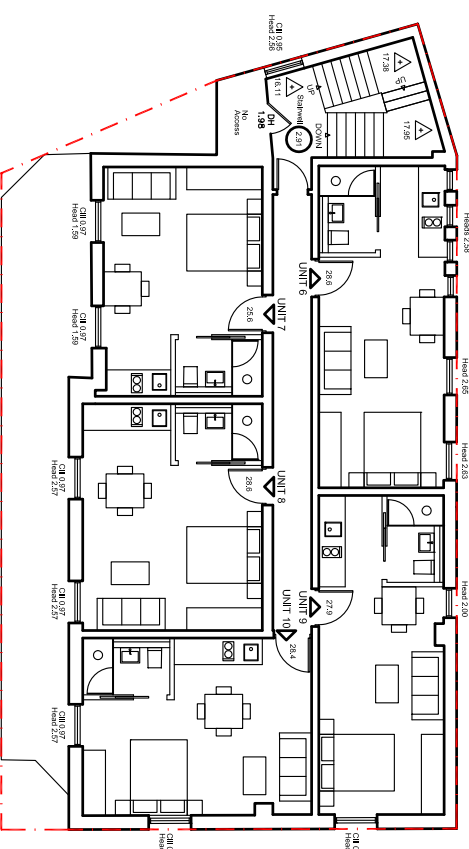 Cill 0.95
Head 2.56
16.11
UP
Stairwell
DOWN
2.91
17.38
UP
17.95
DH
1.98
No
Access
Heads 2.58
Head 2.65
Head 2.63
Head 2.00
28.6
UNIT 6
UNIT 7
25.6
Cill 0.97
Head 1.59
Cill 0.97
Head 1.59
UNIT 8
28.6
Cill 0.97
Head 2.57
Cill 0.97
Head 2.57
27.9
UNIT 9
UNIT 10
28.4
Cill 0.97
Head 2.57